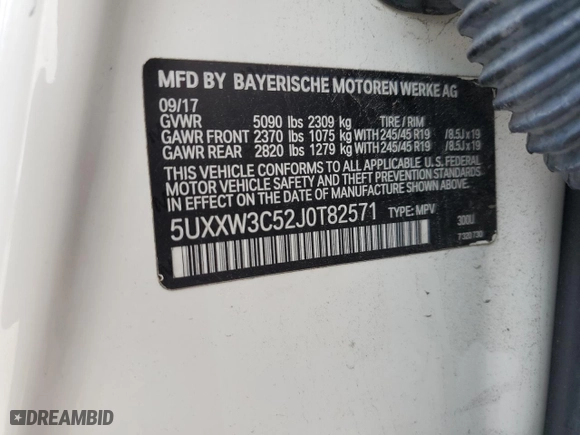 MFD BY BAYERISCHE MOTOREN WERKE AG
09/17
GVWR 5090 lbs 2309 kg TIRE / RIM
GAWR FRONT 2370 lbs 1075 kg WITH 245/45 R19 /8.5J x 19
GAWR REAR 2820 lbs 1279 kg WITH 245/45 R19 /8.5J x 19
THIS VEHICLE CONFORMS TO ALL APPLICABLE U.S. FEDERAL
MOTOR VEHICLE SAFETY AND THEFT PREVENTION
STANDARDS IN EFFECT ON THE DATE OF MANUFACTURE
SHOWN ABOVE.
5UXXW3C52J0T82571 TYPE: MPV
300U
DREAMBID